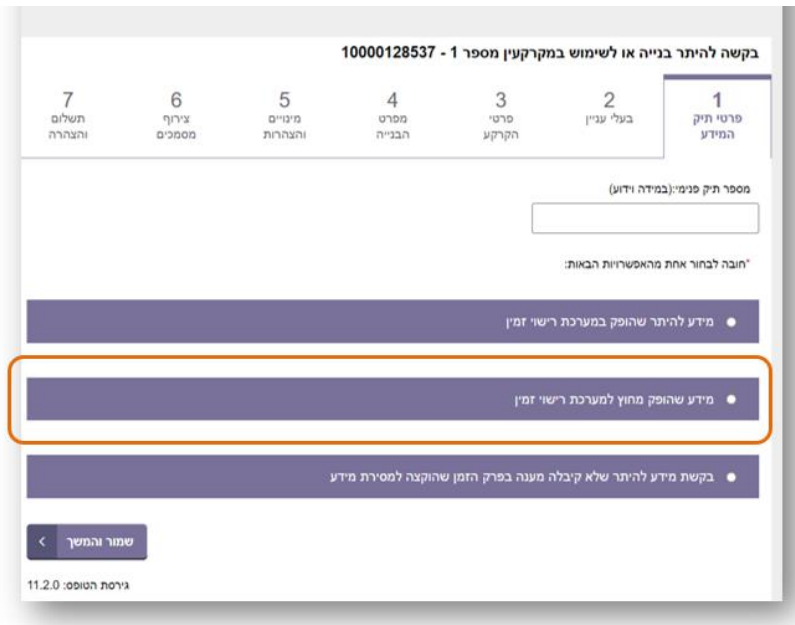 בקשה להיתר בנייה או לשימוש במקרקעין מספר 1 - 10000128537
1
פרטי תיק
המידע
2
בעלי עניין
3
פרטי
הקרקע
4
מפרט
הבנייה
5
מינויים
והצהרות
6
צירוף
מסמכים
7
תשלום
והצהרה
מספר תיק פנימי:(במידה וידוע)
*חובה לבחור אחת מהאפשרויות הבאות:
מידע להיתר שהופק במערכת רישוי זמין
מידע שהופק מחוץ למערכת רישוי זמין
בקשת מידע להיתר שלא קיבלה מענה בפרק הזמן שהוקצה למסירת מידע
שמור והמשך
גירסת הטופס: 11.2.0